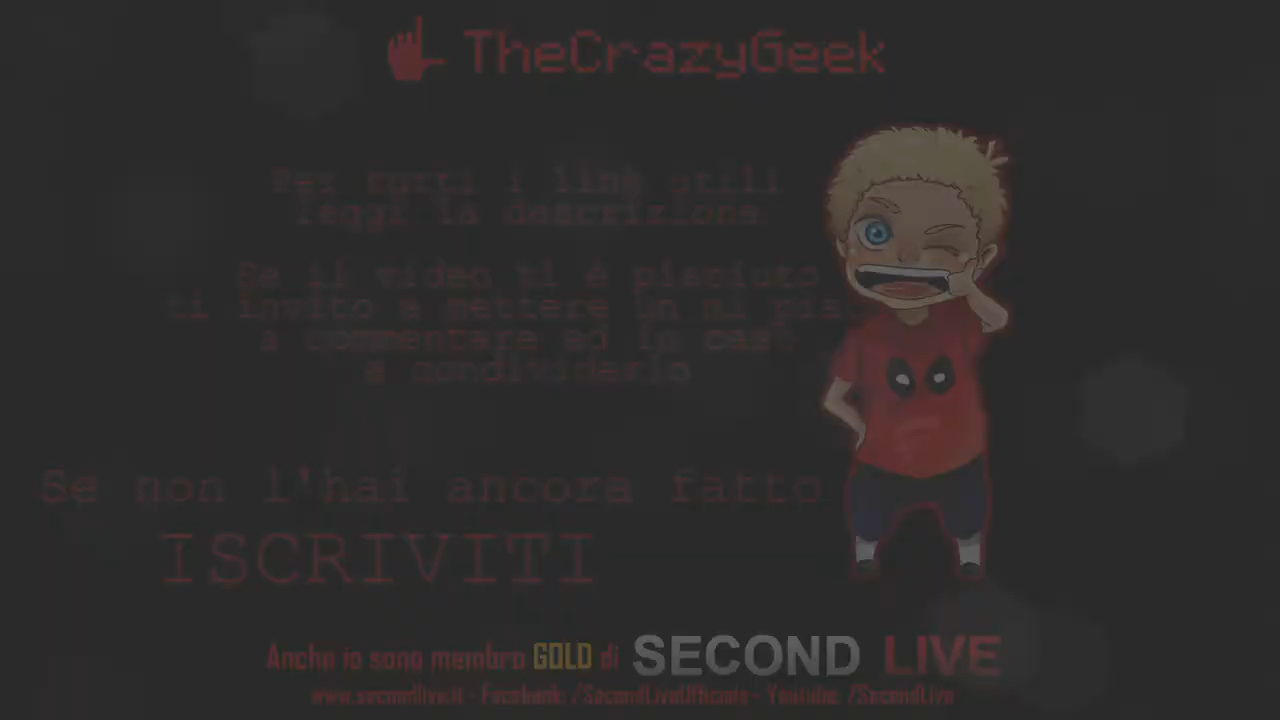 TheCrazyGeek
Per tutti i link utili
leggi la descrizione
Se il video ti è piaciuto
ti invito a mettere un mi pia
a commentare ed in caso
a condividerlo
Se non l'hai ancora fatto
ISCRIVITI
Anche io sono membro GOLD di SECOND LIVE
www.secondlive.it - Facebook: /SecondLiveOfficiale - Youtube: /SecondLive